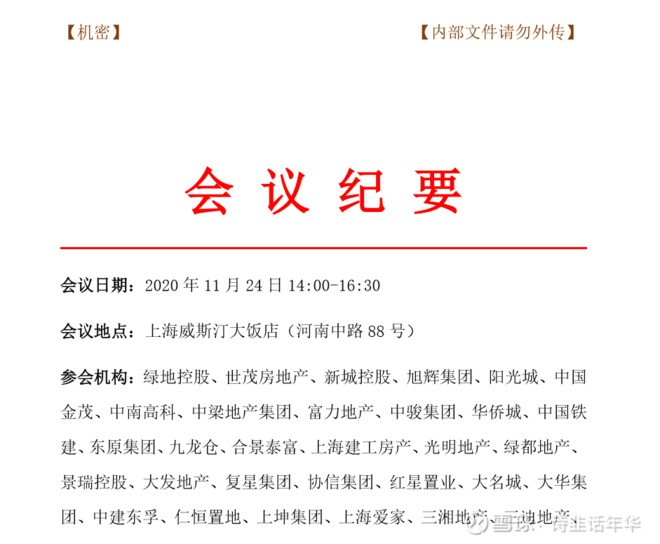 【机密】 【内部文件请勿外传】
会议纪要
会议日期：2020 年 11 月 24 日 14:00-16:30
会议地点：上海威斯汀大饭店（河南中路 88 号）
参会机构：绿地控股、世茂房地产、新城控股、旭辉集团、阳光城、中国
金茂、中南高科、中梁地产集团、富力地产、中骏集团、华侨城、中国铁
建、东原集团、九龙仓、合景泰富、上海建工房产、光明地产、绿都地产、
景瑞控股、大发地产、复星集团、协信集团、红星置业、大名城、大华集
团、中建东孚、仁恒置地、上坤集团、上海爱家、三湘地产、三迪地产、
雪球：诗生话年华